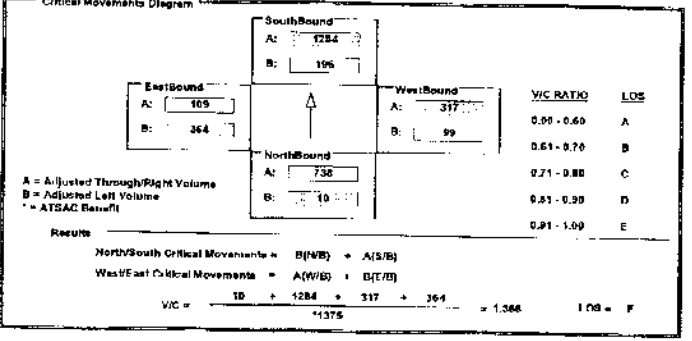 Critical Movements Diagram
SouthBound
A: 1284
B: 196
EastBound
A: 109
B: 364
WestBound
A: 317
B: 99
NorthBound
A: 738
B: 10
V/C RATIO LOS
0.00 - 0.60 A
0.61 - 0.70 B
0.71 - 0.80 C
0.81 - 0.90 D
0.91 - 1.00 E
A = Adjusted Through/Right Volume
B = Adjusted Left Volume
* = ATSAC Benefit
Results
North/South Critical Movements = B(N/B) + A(S/B)
West/East Critical Movements = A(W/B) + B(E/B)
V/C = 10 + 1284 + 317 + 364 = 1.366 LOS = F
*1375